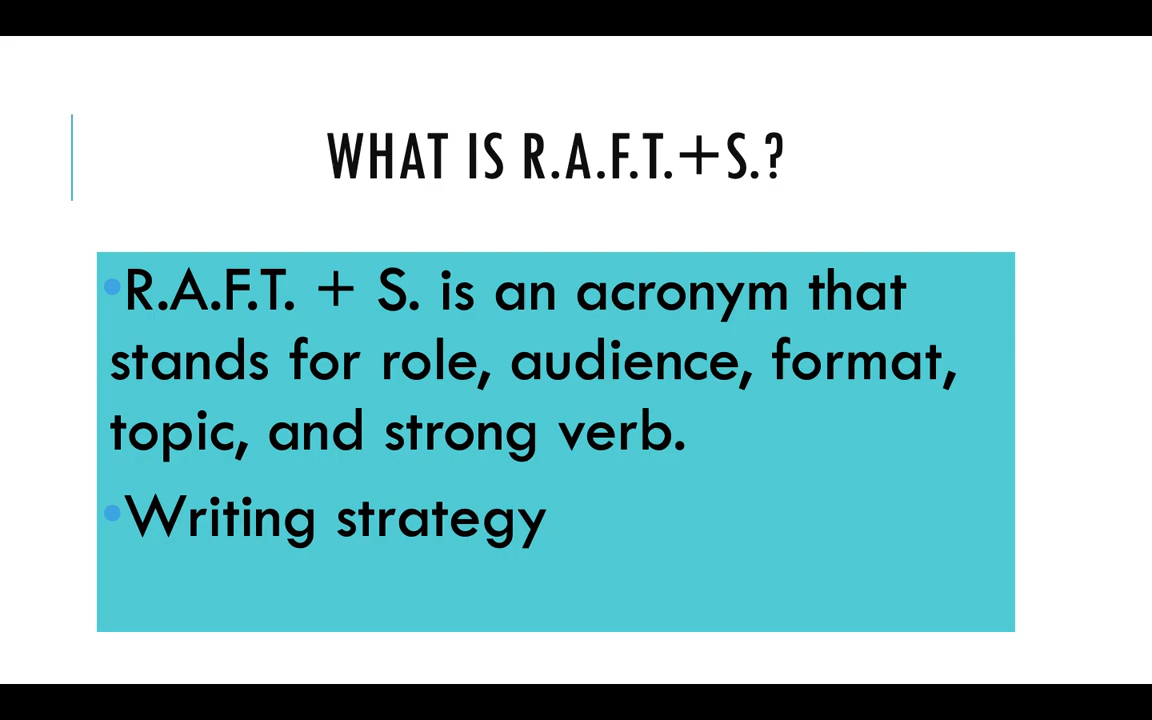 WHAT IS R.A.F.T.+S.?
•R.A.F.T. + S. is an acronym that
stands for role, audience, format,
topic, and strong verb.
•Writing strategy